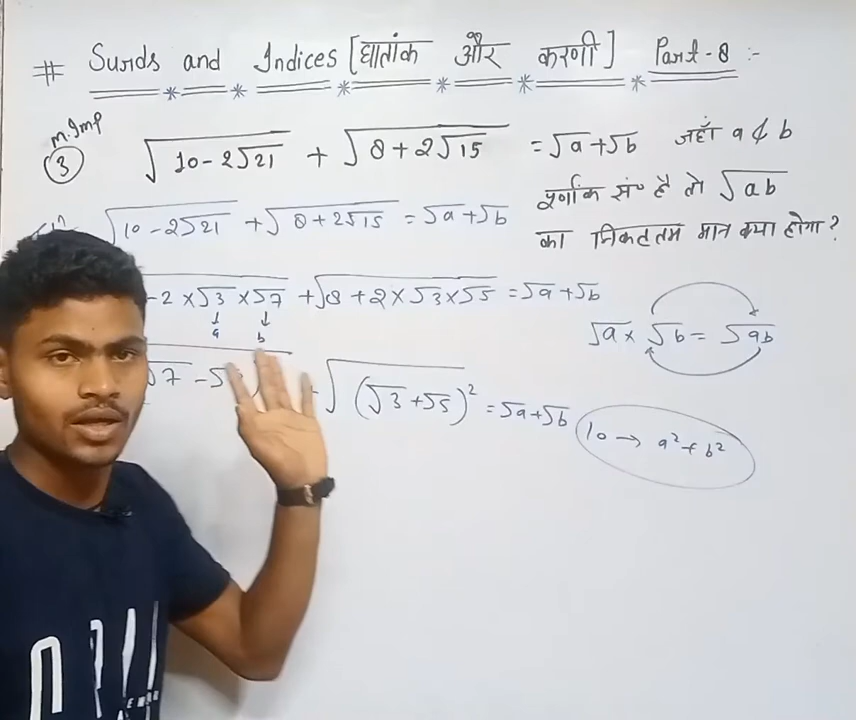 # Surds and Indices [घातांक और करणी] Part-8 :-
m.Imp
③ √(10-2√21) + √(8+2√15) = √a+√b जहाँ a & b
पूर्णांक सं० है तो √ab
का निकटतम मान क्या होगा?
√(10-2√21) + √(8+2√15) = √a+√b
-2×√3×√7 + √(8+2×√3×√5) = √a+√b
↓ ↓
a b
√a×√b = √ab
√7 - √ + √((√3+√5)²) = √a+√b
10 → a²+b²